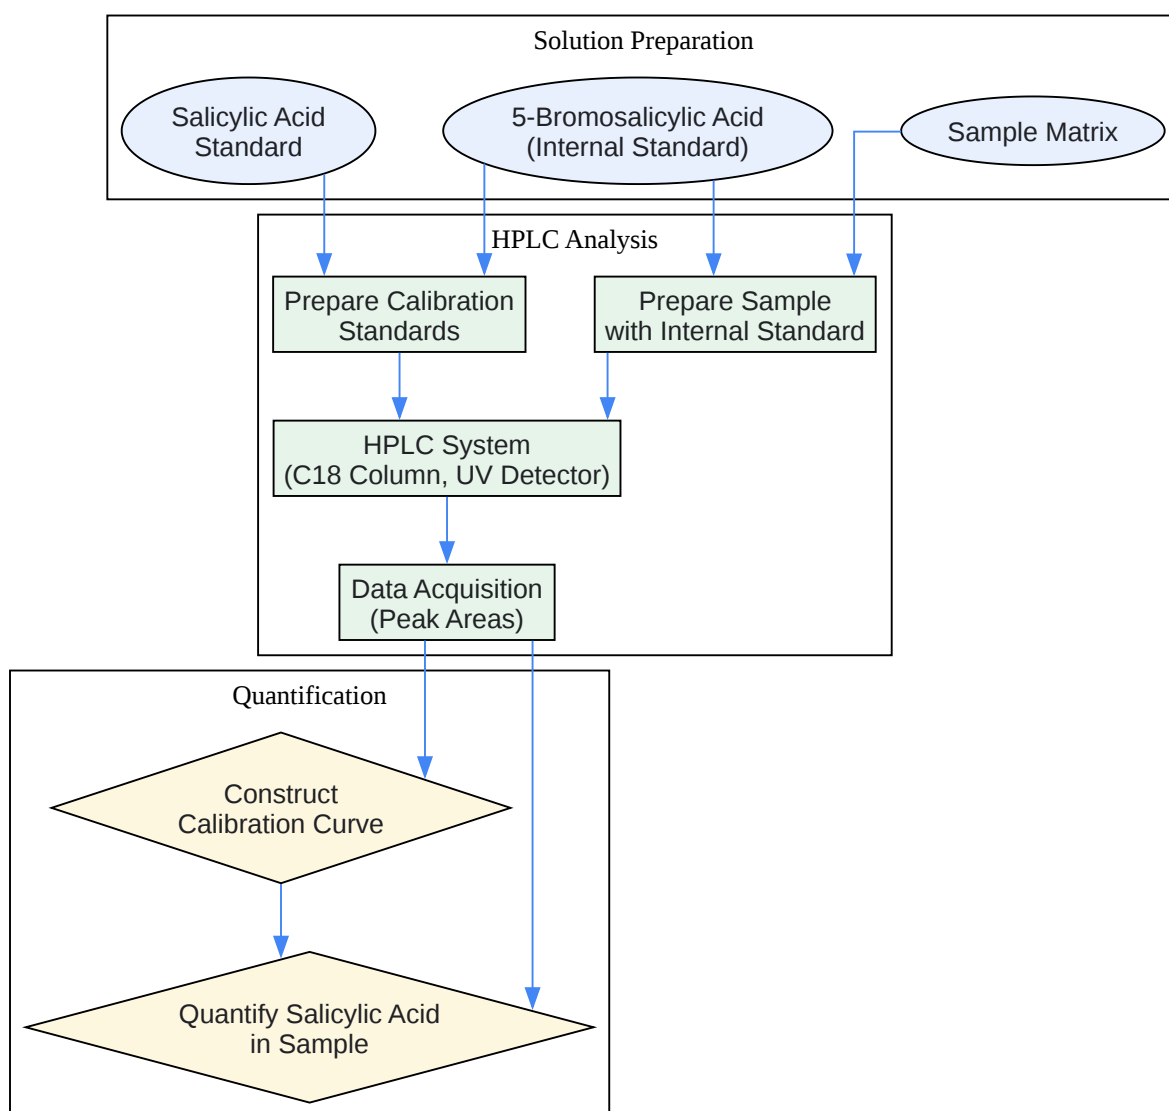 Solution Preparation
Salicylic Acid
Standard
5-Bromosalicylic Acid
(Internal Standard)
Sample Matrix
HPLC Analysis
Prepare Calibration
Standards
Prepare Sample
with Internal Standard
HPLC System
(C18 Column, UV Detector)
Data Acquisition
(Peak Areas)
Quantification
Construct
Calibration Curve
Quantify Salicylic Acid
in Sample